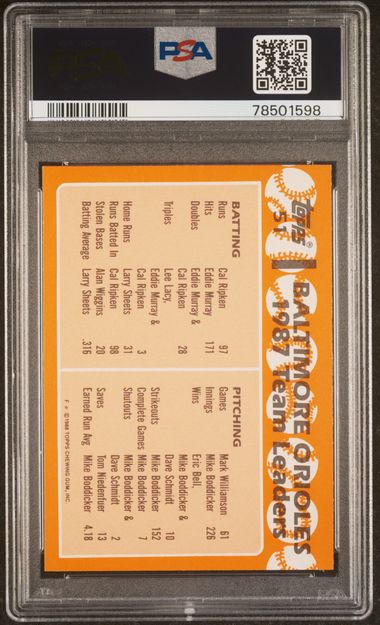 PSA
PSA
78501598
Topps®
51
BALTIMORE ORIOLES
1987 Team Leaders
BATTING
Runs Cal Ripken 97
Hits Eddie Murray 171
Doubles Eddie Murray &
Cal Ripken 28
Triples Lee Lacy,
Eddie Murray &
Cal Ripken 3
Home Runs Larry Sheets 31
Runs Batted In Cal Ripken 98
Stolen Bases Alan Wiggins 20
Batting Average Larry Sheets .316
PITCHING
Games Mark Williamson 61
Innings Mike Boddicker 226
Wins Eric Bell,
Mike Boddicker &
Dave Schmidt 10
Strikeouts Mike Boddicker 152
Complete Games Mike Boddicker 7
Shutouts Mike Boddicker &
Dave Schmidt 2
Saves Tom Niedenfuer 13
Earned Run Avg Mike Boddicker 4.18
©1988 TOPPS CHEWING GUM, INC.